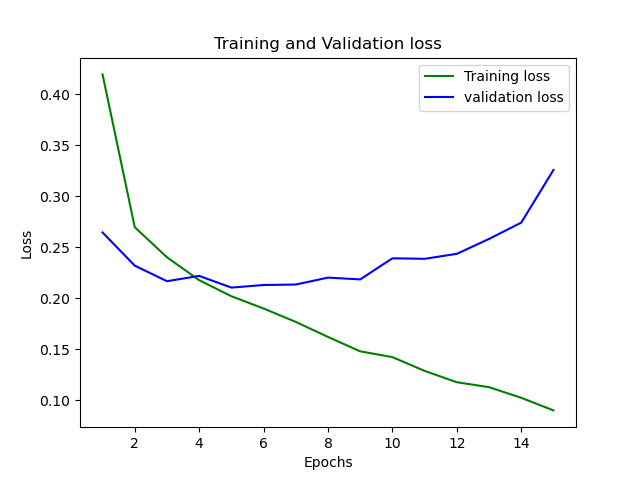 Training and Validation loss
Training loss
validation loss
0.40
0.35
0.30
0.25
0.20
0.15
0.10
Loss
2 4 6 8 10 12 14
Epochs